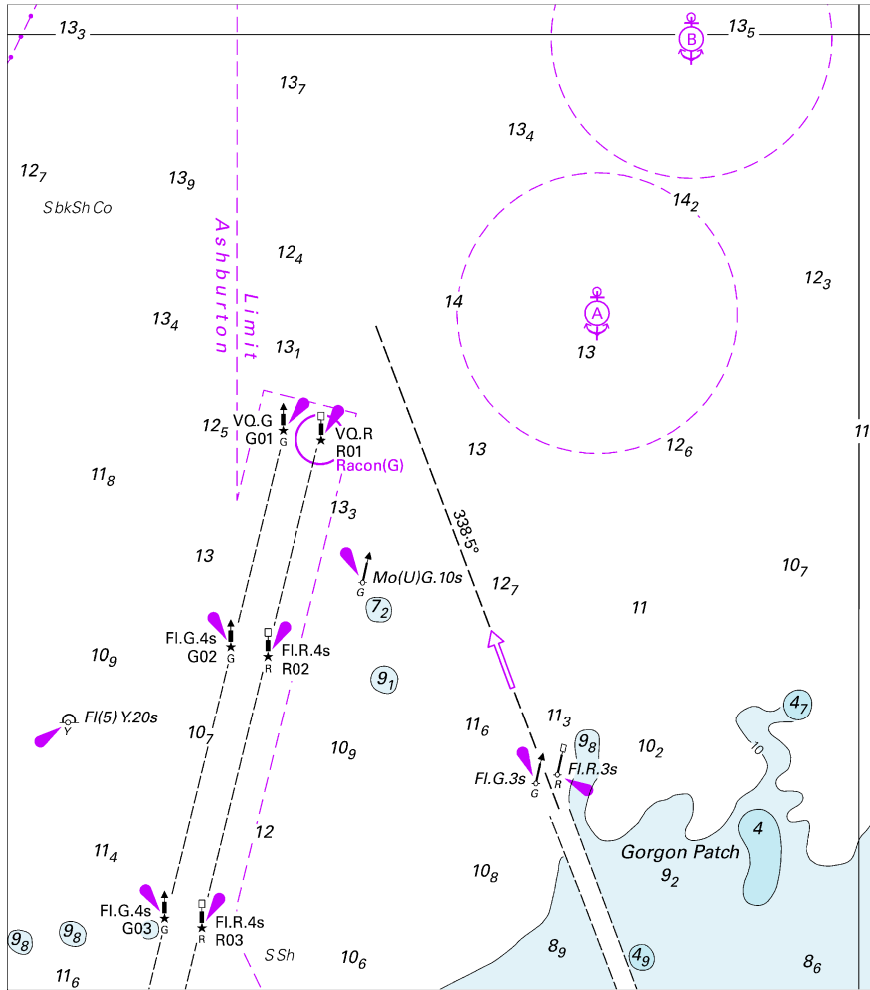 13₃
B
13₅
13₇
13₄
12₇
13₉
SbkShCo
14₂
Ashburton
Limit
12₄
12₃
14
A
13₄
13₁
13
12₅
VQ.G
G01
G
VQ.R
R01
Racon(G)
13
12₆
11
11₈
13₃
338·5°
13
Mo(U)G.10s
G
12₇
10₇
7₂
11
Fl.G.4s
G02
G
Fl.R.4s
R02
R
10₉
9₁
4₇
Fl(5)Y.20s
Y
10₇
11₆
11₃
10₉
9₈
10₂
10
Fl.G.3s
G
Fl.R.3s
R
12
4
11₄
Gorgon Patch
9₂
10₈
Fl.G.4s
G03
G
Fl.R.4s
R03
R
9₈
9₈
SSh
10₆
8₉
4₉
8₆
11₆